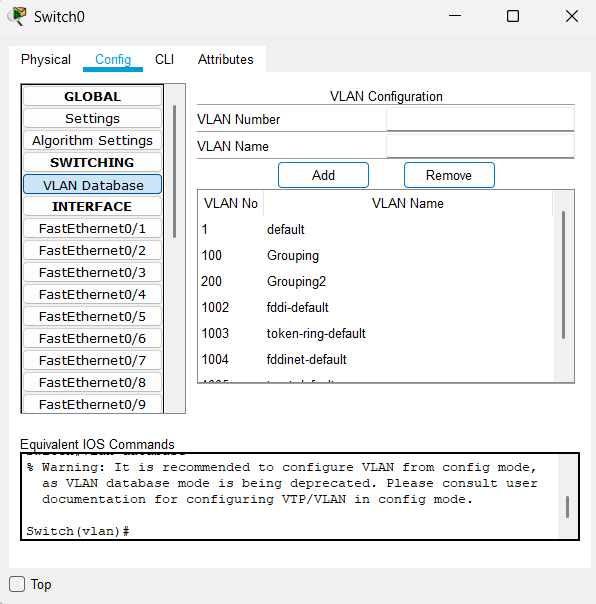 Switch0
Physical Config CLI Attributes
GLOBAL
Settings
Algorithm Settings
SWITCHING
VLAN Database
INTERFACE
FastEthernet0/1
FastEthernet0/2
FastEthernet0/3
FastEthernet0/4
FastEthernet0/5
FastEthernet0/6
FastEthernet0/7
FastEthernet0/8
FastEthernet0/9
VLAN Configuration
VLAN Number
VLAN Name
Add Remove
VLAN No VLAN Name
1 default
100 Grouping
200 Grouping2
1002 fddi-default
1003 token-ring-default
1004 fddinet-default
Equivalent IOS Commands
% Warning: It is recommended to configure VLAN from config mode,
as VLAN database mode is being deprecated. Please consult user
documentation for configuring VTP/VLAN in config mode.
Switch(vlan)#
Top